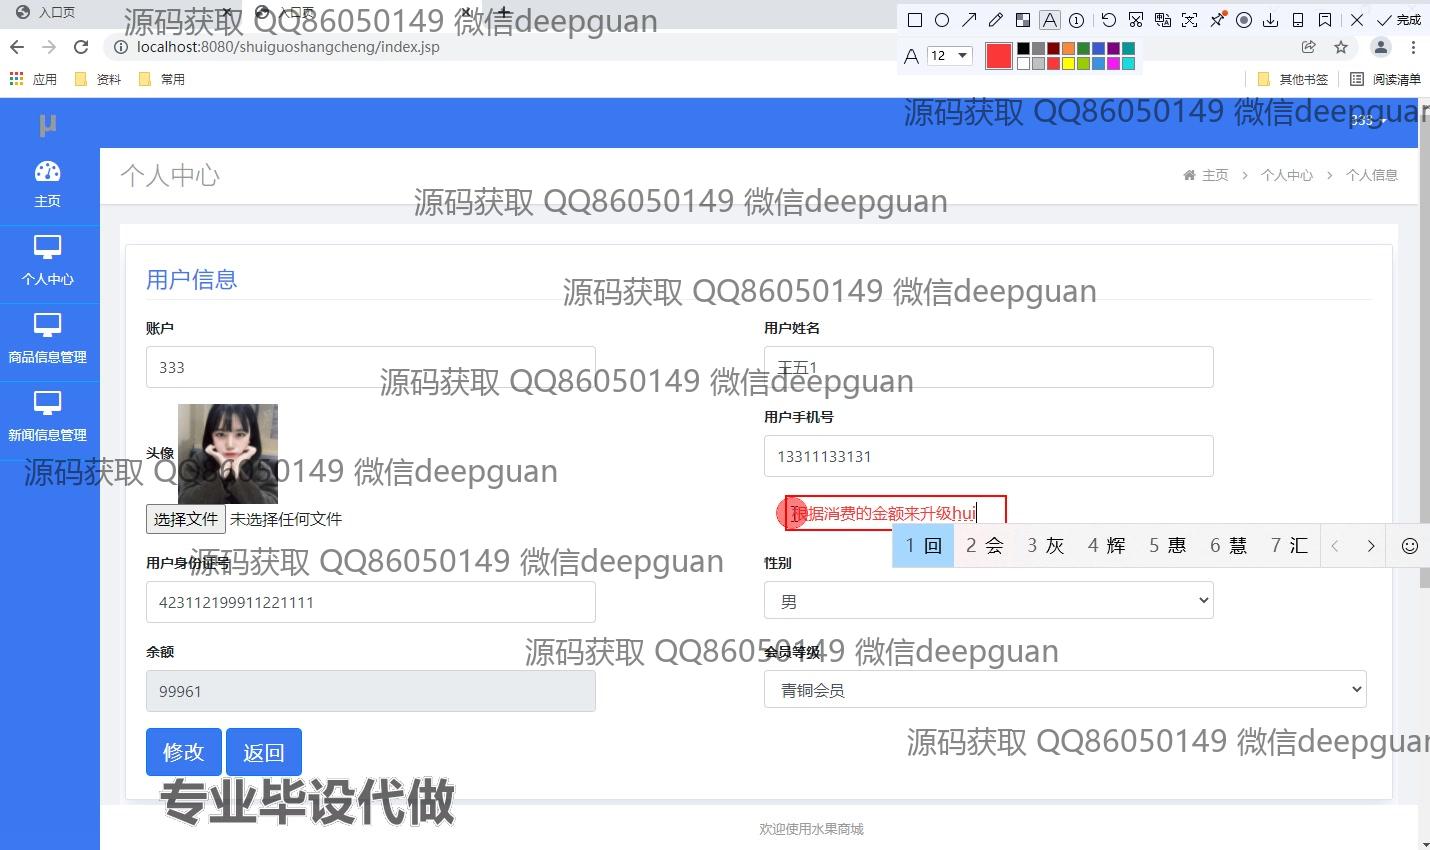 入口页
入口页
源码获取 QQ86050149 微信deepguan
完成
localhost:8080/shuiguoshangcheng/index.jsp
A 12
应用
资料
常用
其他书签
阅读清单
源码获取 QQ86050149 微信deepguan
μ
333
主页
个人中心
商品信息管理
新闻信息管理
个人中心
主页 > 个人中心 > 个人信息
源码获取 QQ86050149 微信deepguan
用户信息
源码获取 QQ86050149 微信deepguan
账户
用户姓名
333
王五1
源码获取 QQ86050149 微信deepguan
用户手机号
头像
13311133131
源码获取 QQ86050149 微信deepguan
选择文件 未选择任何文件
根据消费的金额来升级hui
1 回 2 会 3 灰 4 辉 5 惠 6 慧 7 汇
用户身份证号
源码获取 QQ86050149 微信deepguan
性别
423112199911221111
男
余额
源码获取 QQ86050149 微信deepguan
会员等级
99961
青铜会员
修改
返回
源码获取 QQ86050149 微信deepguan
专业毕设代做
欢迎使用水果商城